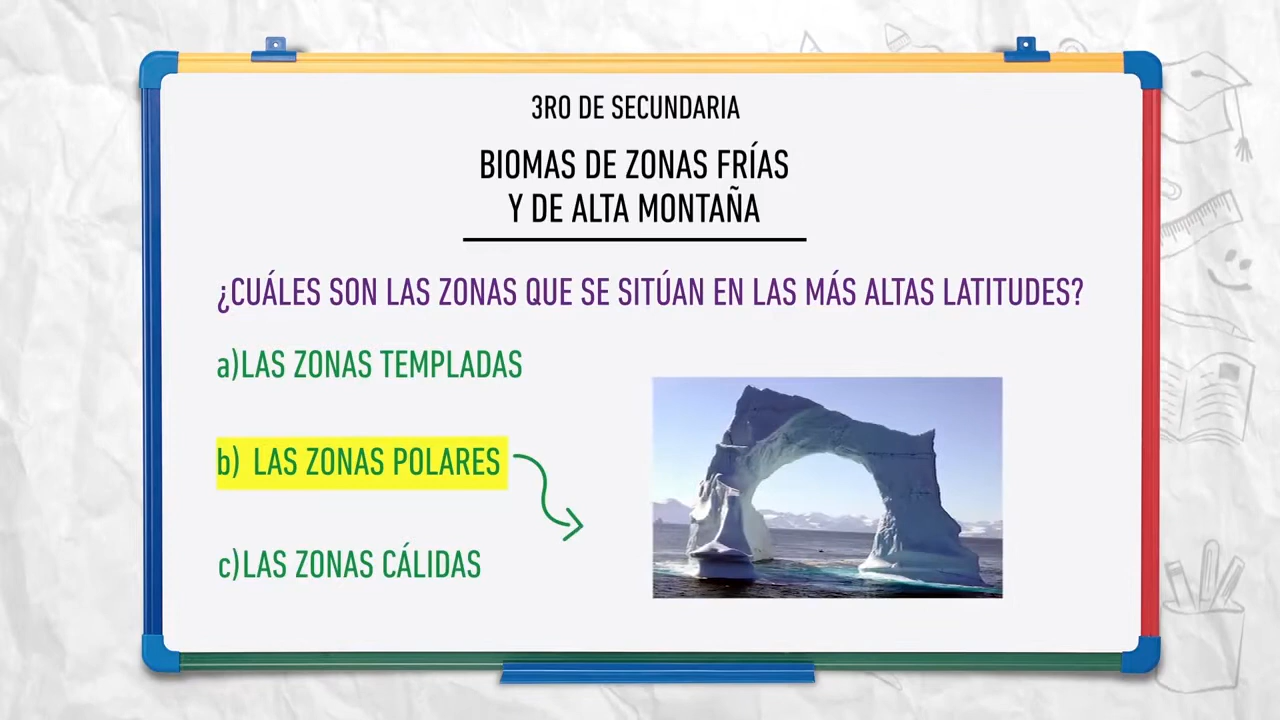 3RO DE SECUNDARIA
BIOMAS DE ZONAS FRÍAS
Y DE ALTA MONTAÑA
¿CUÁLES SON LAS ZONAS QUE SE SITÚAN EN LAS MÁS ALTAS LATITUDES?
a)LAS ZONAS TEMPLADAS
b) LAS ZONAS POLARES
c)LAS ZONAS CÁLIDAS